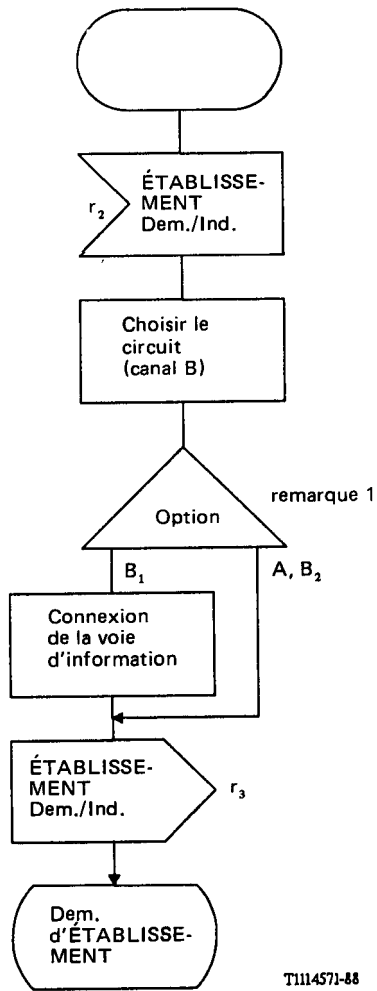 r₂
ÉTABLISSE-
MENT
Dem./Ind.
Choisir le
circuit
(canal B)
Option
remarque 1
B₁
A, B₂
Connexion
de la voie
d'information
ÉTABLISSE-
MENT
Dem./Ind.
r₃
Dem.
d'ÉTABLISSE-
MENT
T1114571-88